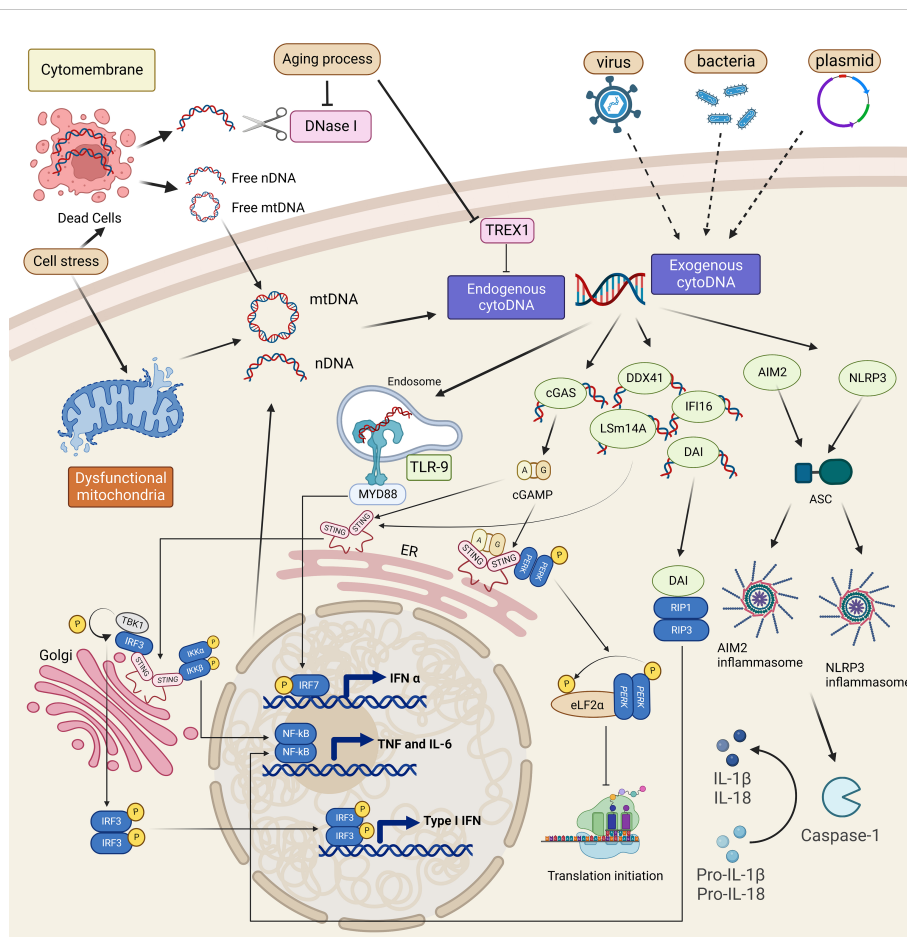 Cytomembrane
Aging process
virus
bacteria
plasmid
DNase I
Free nDNA
Free mtDNA
Dead Cells
Cell stress
TREX1
Endogenous
cytoDNA
Exogenous
cytoDNA
mtDNA
nDNA
Endosome
cGAS
DDX41
IFI16
LSm14A
DAI
AIM2
NLRP3
TLR-9
MYD88
A
G
cGAMP
ASC
Dysfunctional
mitochondria
STING
STING
ER
A
G
STING
STING
PERK
PERK
P
DAI
RIP1
RIP3
AIM2
inflammasome
NLRP3
inflammasome
P
TBK1
IRF3
STING
STING
IKKα
IKKβ
P
P
Golgi
P
IRF7
IFN α
NF-kB
NF-kB
TNF and IL-6
IRF3
IRF3
P
P
Type I IFN
IRF3
IRF3
P
P
P
eLF2α
P
PERK
PERK
Translation initiation
IL-1β
IL-18
Pro-IL-1β
Pro-IL-18
Caspase-1